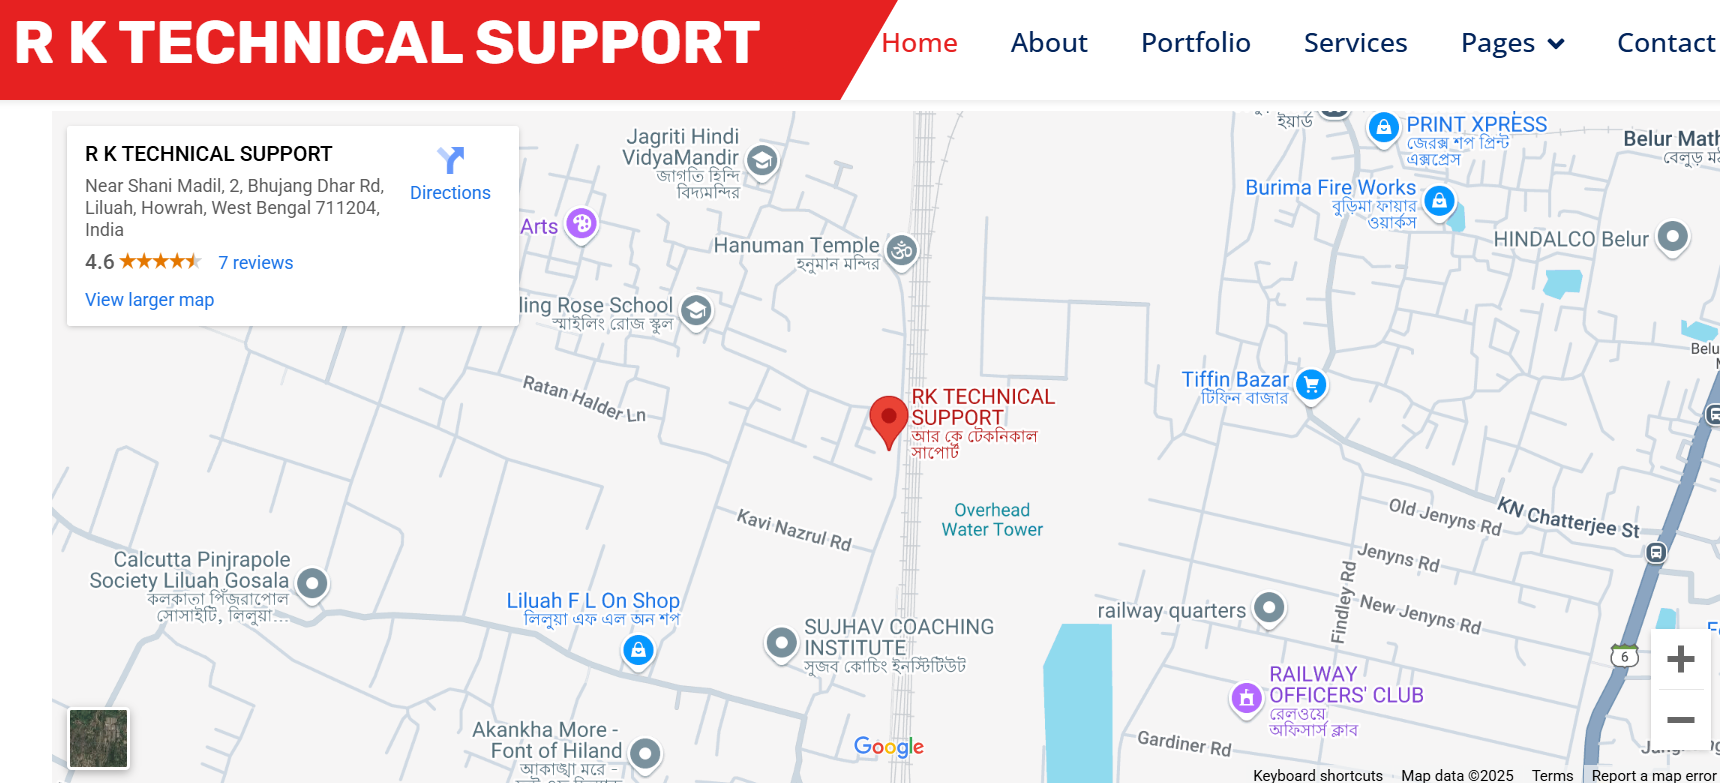 R K TECHNICAL SUPPORT
Home
About
Portfolio
Services
Pages
Contact
R K TECHNICAL SUPPORT
Near Shani Madil, 2, Bhujang Dhar Rd,
Liluah, Howrah, West Bengal 711204,
India
4.6
7 reviews
View larger map
Directions
Jagriti Hindi
VidyaMandir
জাগতি হিন্দি
বিদ্যমন্দির
ইয়ার্ড
PRINT XPRESS
জেরক্স শপ প্রিন্ট
এক্সপ্রেস
Belur Math
বেলুড়
Burima Fire Works
বুড়িমা ফায়ার
ওয়ার্কস
Arts
Hanuman Temple
হনুমান মন্দির
HINDALCO Belur
ling Rose School
স্মাইলিং রোজ স্কুল
Belu
Tiffin Bazar
টিফিন বাজার
Ratan Halder Ln
RK TECHNICAL
SUPPORT
আর কে টেকনিকাল
সাপোর্ট
Overhead
Water Tower
Kavi Nazrul Rd
Old Jenyns Rd
KN Chatterjee St
Jenyns Rd
New Jenyns Rd
Findley Rd
Calcutta Pinjrapole
Society Liluah Gosala
কলকাতা পিঁজরাপোল
সোসাইটি, লিলুয়া...
Liluah F L On Shop
লিলুয়া এফ এল অন শপ
SUJHAV COACHING
INSTITUTE
সুজব কোচিং ইনস্টিটিউট
railway quarters
6
RAILWAY
OFFICERS' CLUB
রেলওয়ে
অফিসার্স ক্লাব
Akankha More -
Font of Hiland
আকাঙ্খা মরে -
Google
Gardiner Rd
Keyboard shortcuts
Map data ©2025
Terms
Report a map error